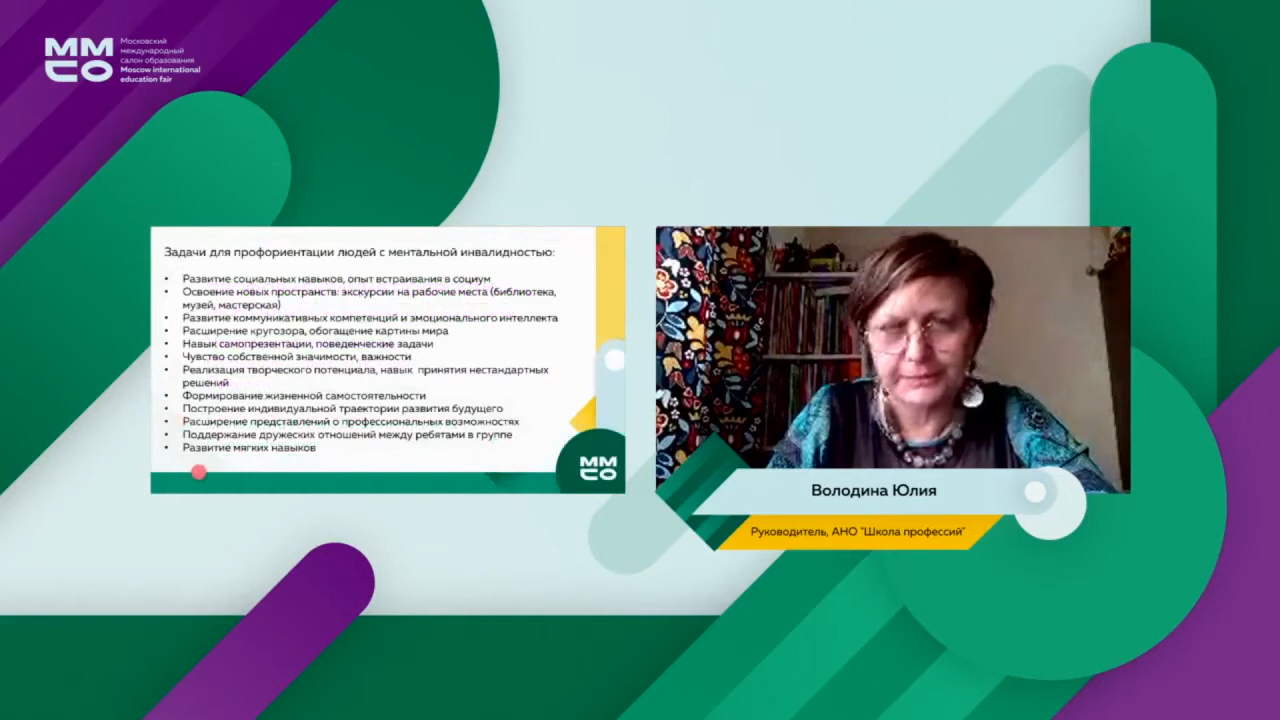 ММ
СО
Московский
международный
салон образования
Moscow international
education fair
Задачи для профориентации людей с ментальной инвалидностью:
• Развитие социальных навыков, опыт встраивания в социум
• Освоение новых пространств: экскурсии на рабочие места (библиотека,
музей, мастерская)
• Развитие коммуникативных компетенций и эмоционального интеллекта
• Расширение кругозора, обогащение картины мира
• Навык самопрезентации, поведенческие задачи
• Чувство собственной значимости, важности
• Реализация творческого потенциала, навык принятия нестандартных
решений
• Формирование жизненной самостоятельности
• Построение индивидуальной траектории развития будущего
• Расширение представлений о профессиональных возможностях
• Поддержание дружеских отношений между ребятами в группе
• Развитие мягких навыков
ММ
СО
Володина Юлия
Руководитель, АНО "Школа профессий"